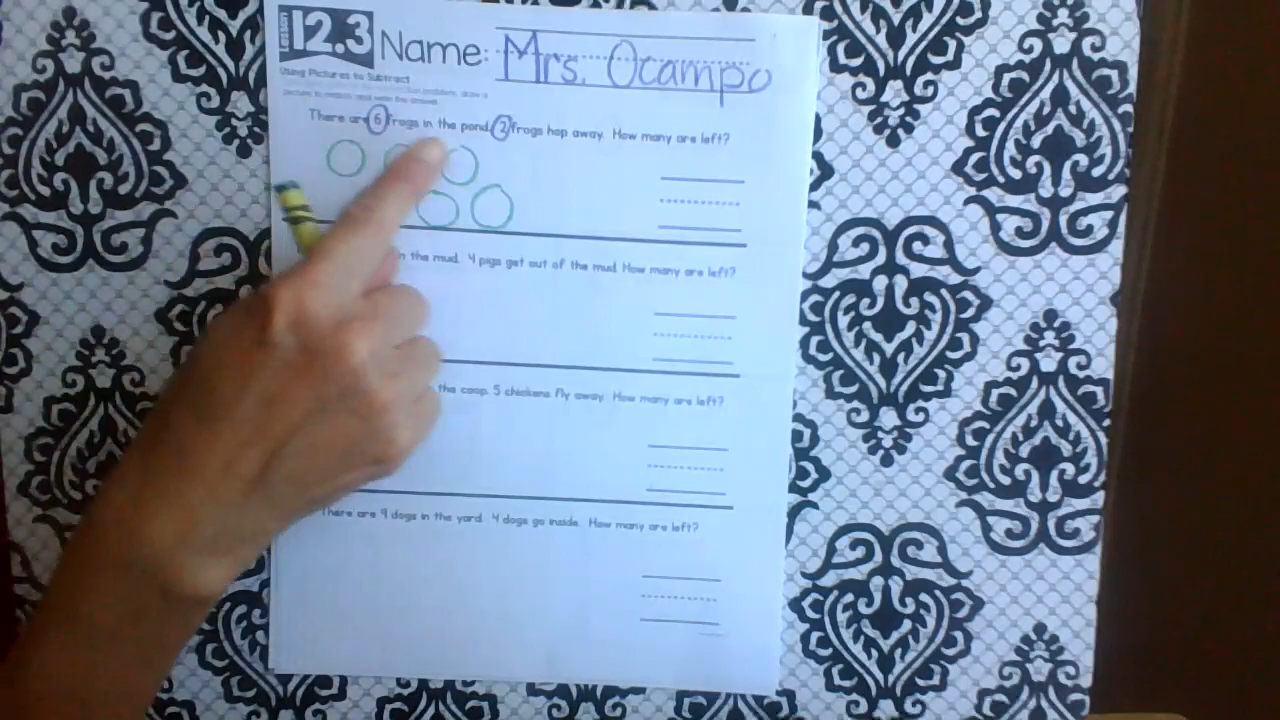 Lesson 12.3 Name: Mrs. Ocampo
Using Pictures to Subtract
There are 6 frogs in the pond. 2 frogs hop away. How many are left?
in the mud. 4 pigs get out of the mud. How many are left?
the coop. 5 chickens fly away. How many are left?
There are 9 dogs in the yard. 4 dogs go inside. How many are left?